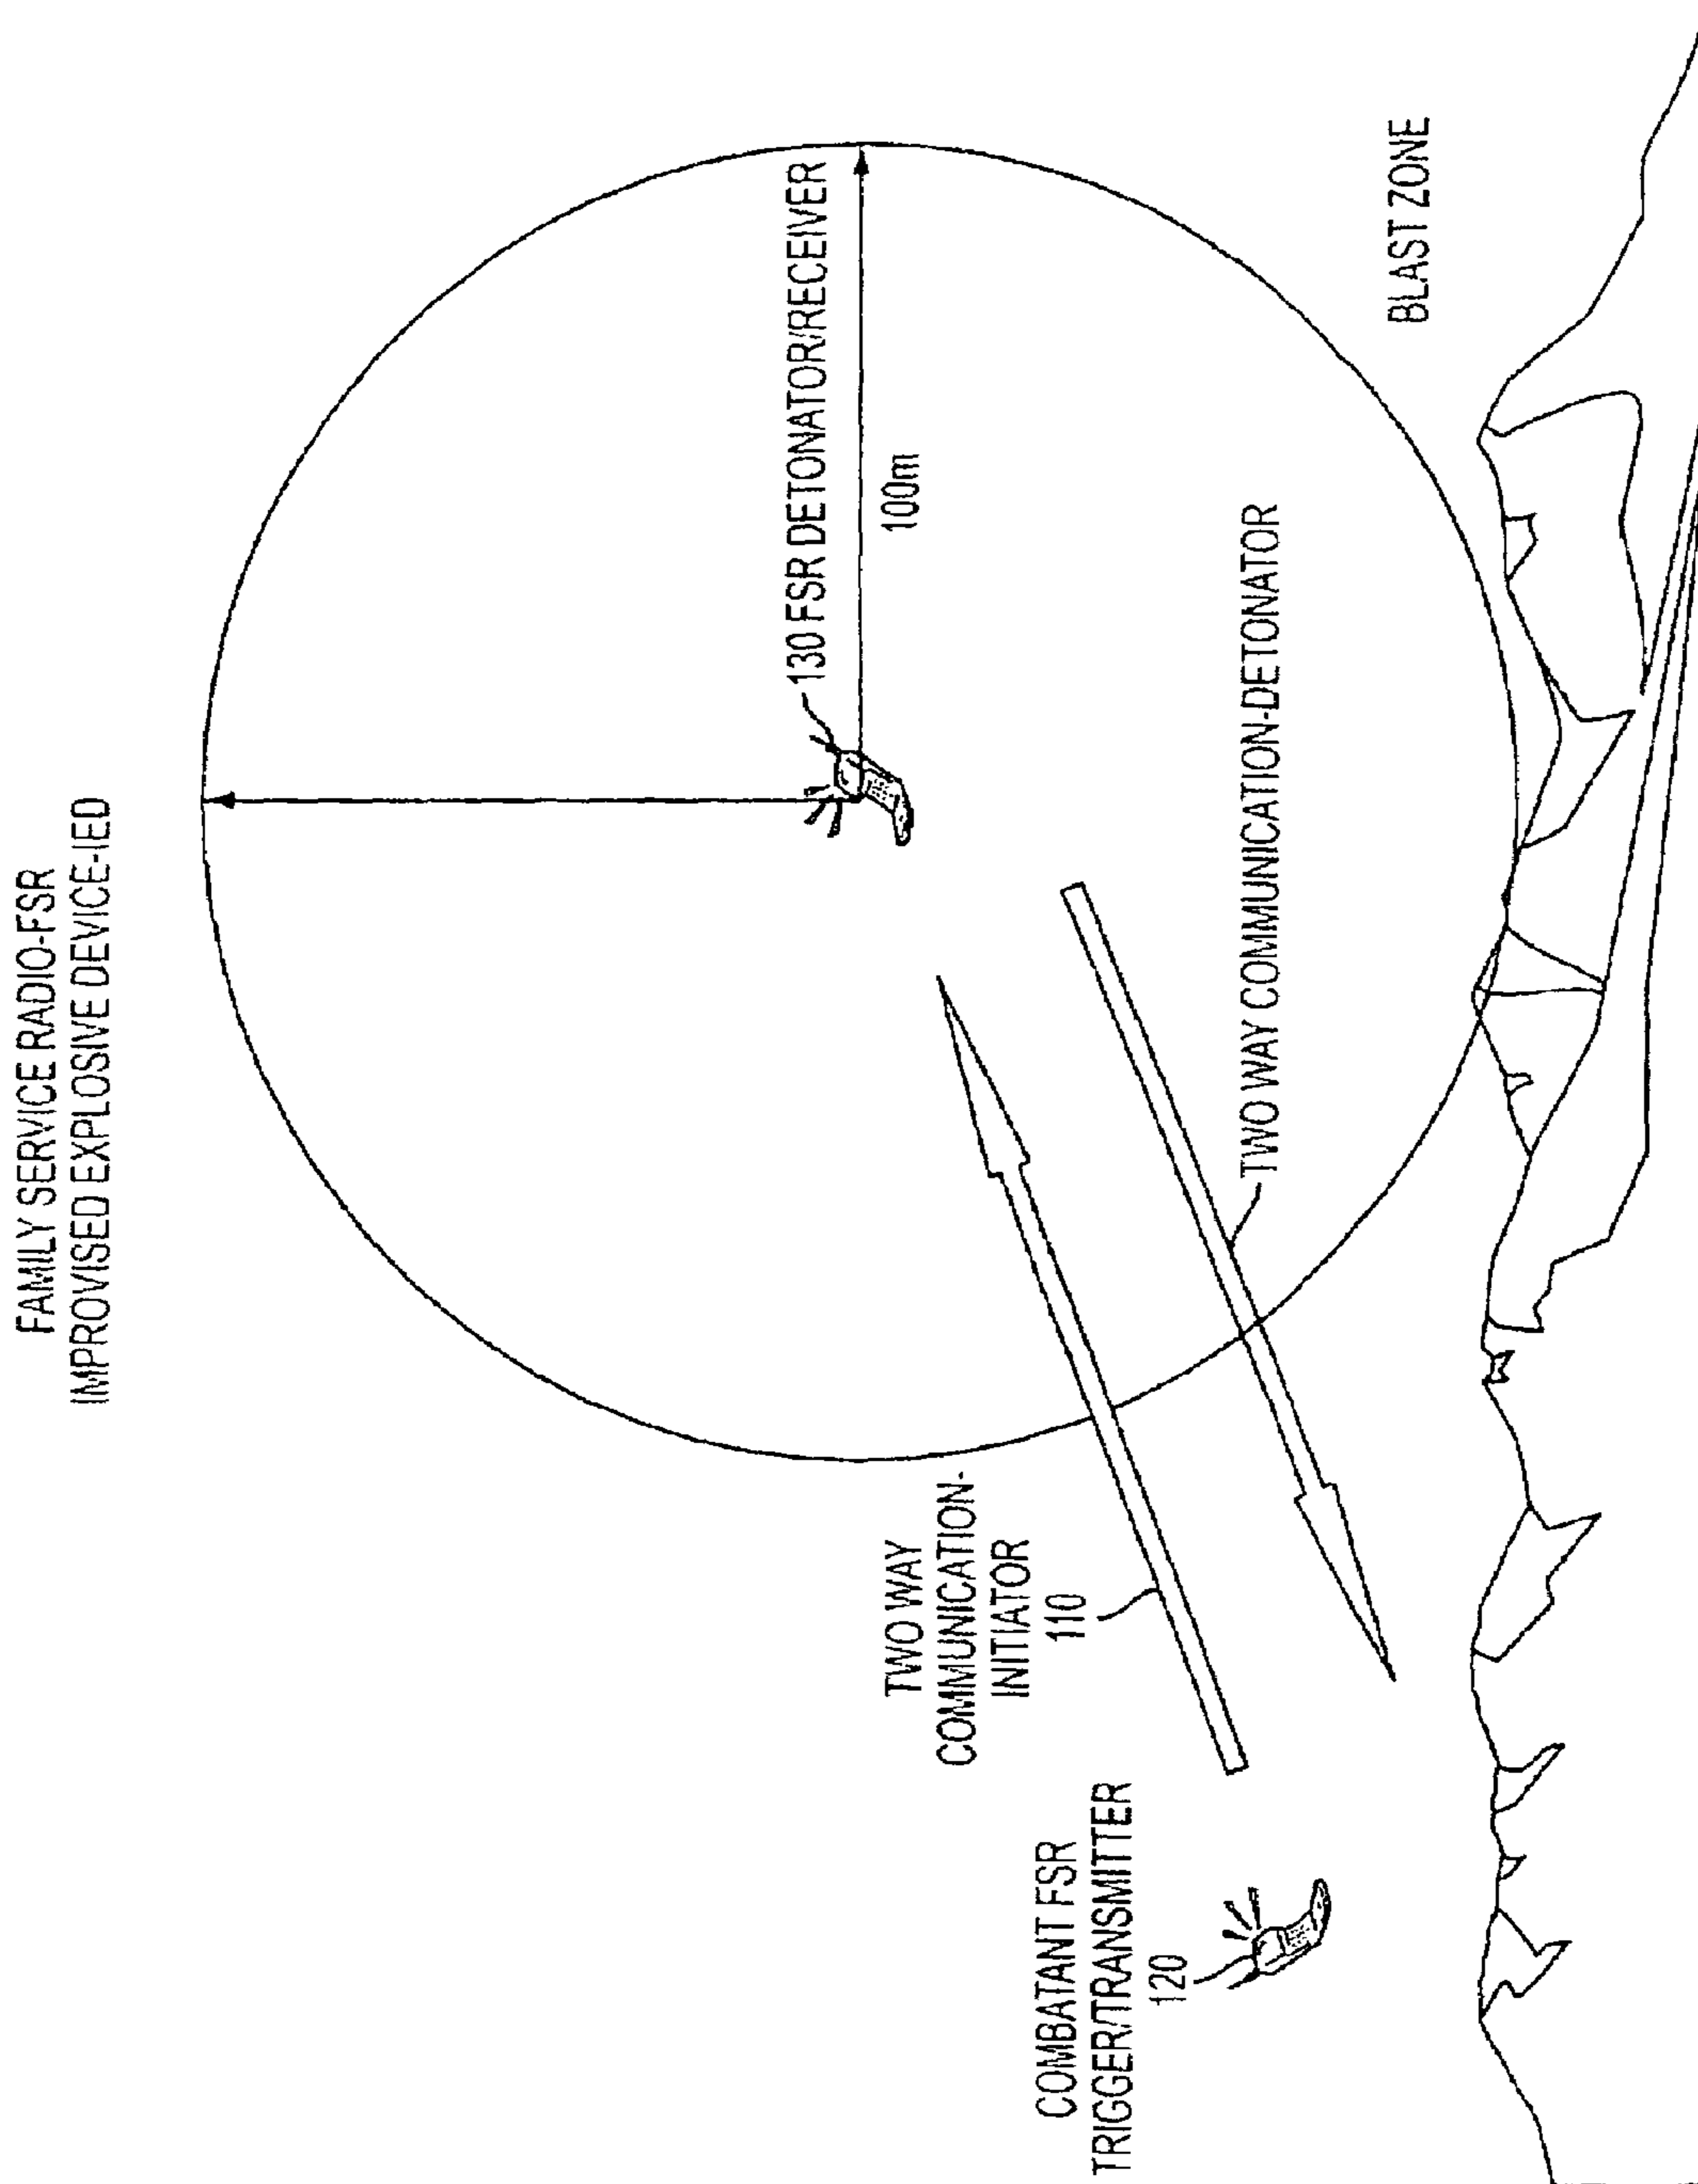 FAMILY SERVICE RADIO-FSR
IMPROVISED EXPLOSIVE DEVICE-IED
130 FSR DETONATOR/RECEIVER
100m
TWO WAY
COMMUNICATION-
INITIATOR
110
COMBATANT FSR
TRIGGER/TRANSMITTER
120
TWO WAY COMMUNICATION-DETONATOR
BLAST ZONE